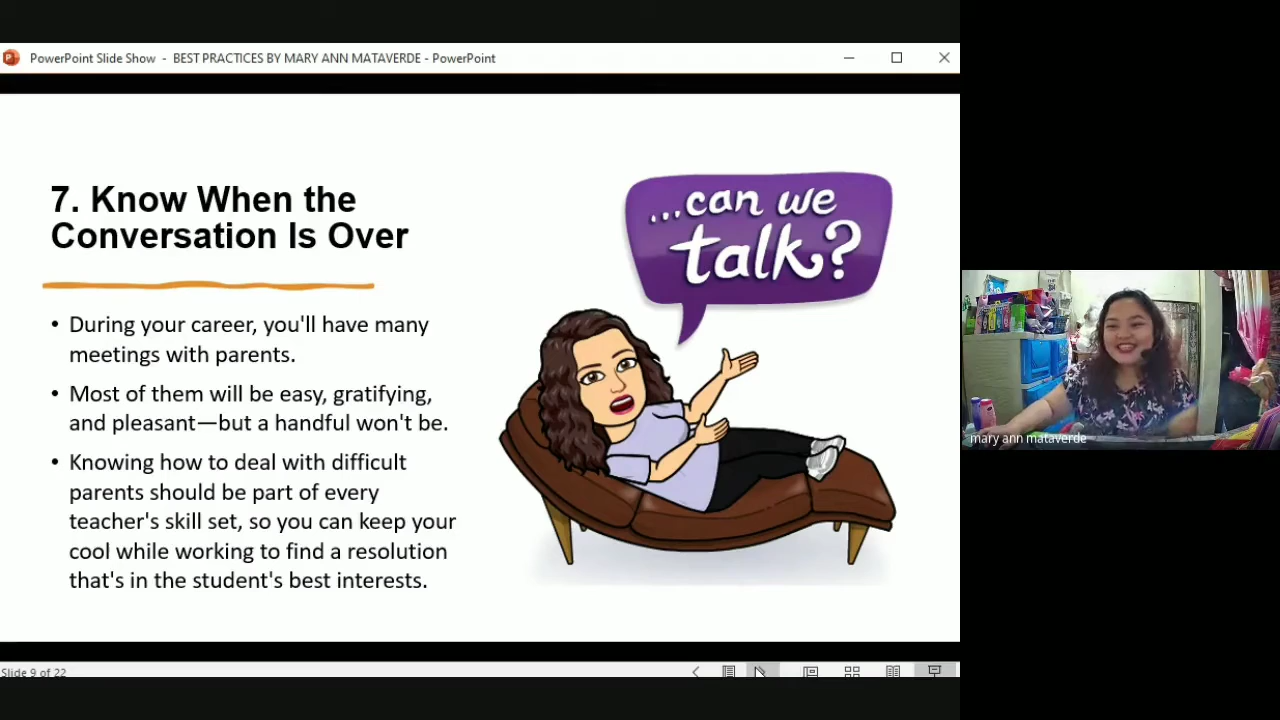 PowerPoint Slide Show - BEST PRACTICES BY MARY ANN MATAVERDE - PowerPoint
7. Know When the
Conversation Is Over
• During your career, you'll have many
meetings with parents.
• Most of them will be easy, gratifying,
and pleasant—but a handful won't be.
• Knowing how to deal with difficult
parents should be part of every
teacher's skill set, so you can keep your
cool while working to find a resolution
that's in the student's best interests.
...can we
talk?
mary ann mataverde
Slide 9 of 22